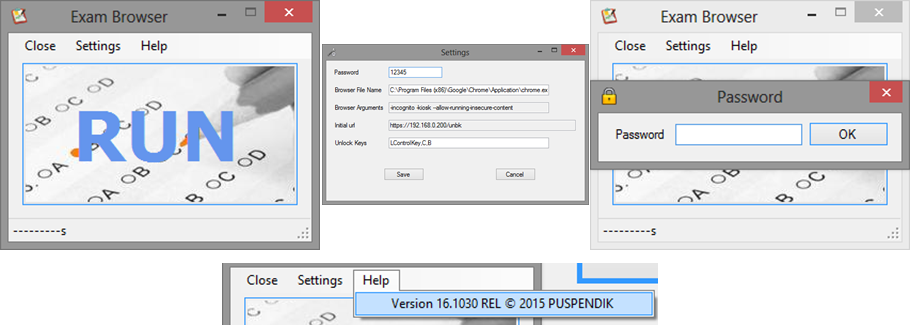 Exam Browser
Close Settings Help
RUN
---------s
Settings
Password 12345
Browser File Name C:\Program Files (x86)\Google\Chrome\Application\chrome.ex
Browser Arguments -incognito -kiosk --allow-running-insecure-content
Initial url https://192.168.0.200/unbk
Unlock Keys LControlKey,C,B
Save Cancel
Exam Browser
Close Settings Help
Password
Password OK
---------s
Close Settings Help
Version 16.1030 REL © 2015 PUSPENDIK